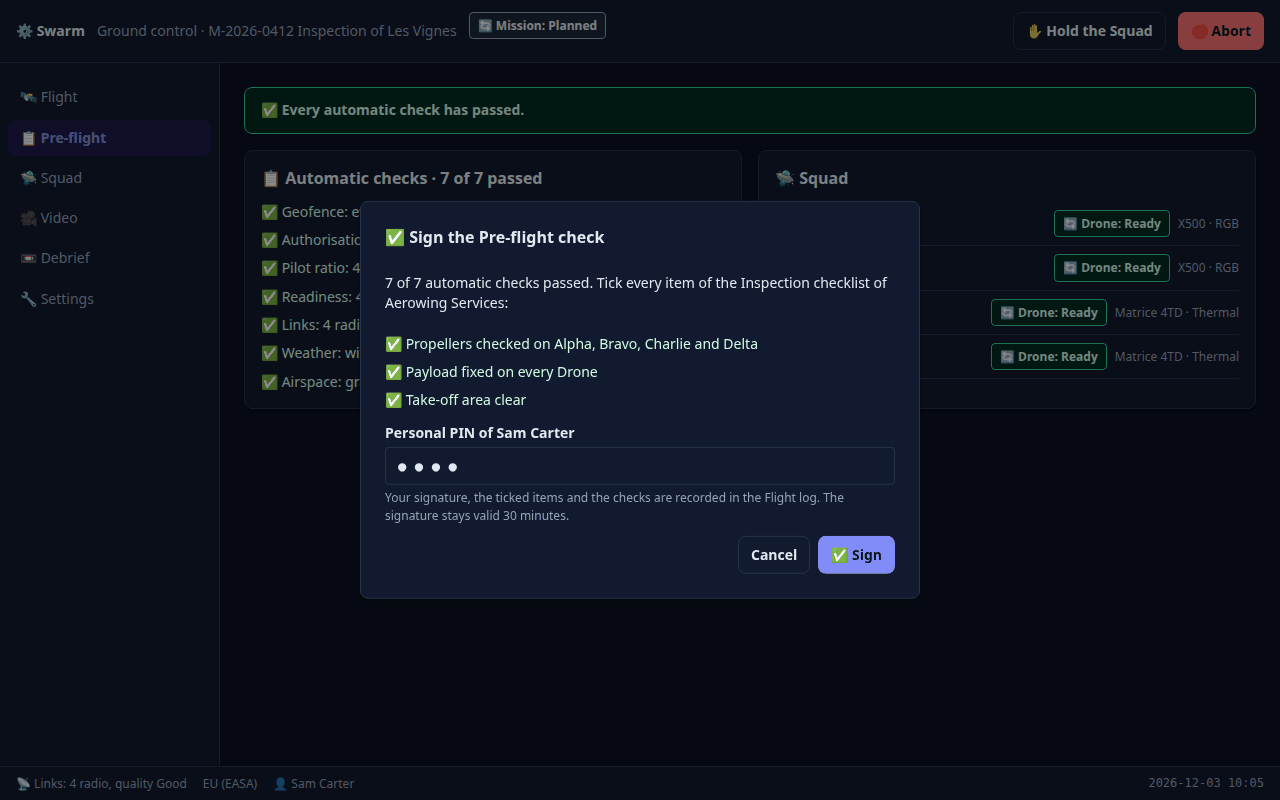 ⚙️ Swarm Ground control · M-2026-0412 Inspection of Les Vignes 🔄 Mission: Planned ✋ Hold the Squad 🛑 Abort
🛰️ Flight
📋 Pre-flight
🛸 Squad
🎥 Video
📼 Debrief
🔧 Settings
✅ Every automatic check has passed.
📋 Automatic checks · 7 of 7 passed
✅ Geofence:
✅
✅ Pilot ratio: 4
✅ Readiness:
✅ Links: 4
✅ Weather:
✅ Airspace:
🛸 Squad
🔄 Drone: Ready X500 · RGB
🔄 Drone: Ready X500 · RGB
🔄 Drone: Ready Matrice 4TD · Thermal
🔄 Drone: Ready Matrice 4TD · Thermal
✅ Sign the Pre-flight check
7 of 7 automatic checks passed. Tick every item of the Inspection checklist of
Aerowing Services:
✅ Propellers checked on Alpha, Bravo, Charlie and Delta
✅ Payload fixed on every Drone
✅ Take-off area clear
Personal PIN of Sam Carter
● ● ● ●
Your signature, the ticked items and the checks are recorded in the Flight log. The
signature stays valid 30 minutes.
Cancel ✅ Sign
📡 Links: 4 radio, quality Good EU (EASA) 👤 Sam Carter 2026-12-03 10:05